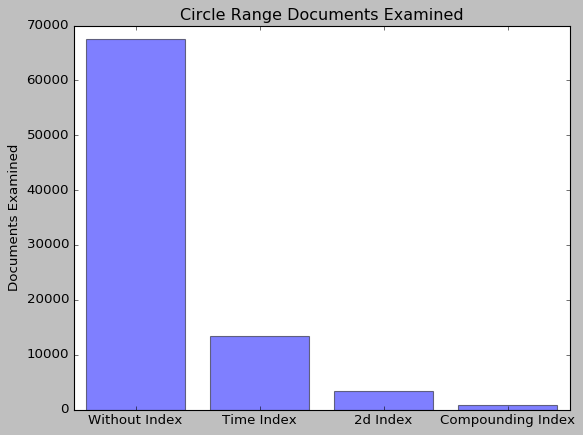 Circle Range Documents Examined
70000
60000
50000
40000
30000
20000
10000
0
Documents Examined
Without Index
Time Index
2d Index
Compounding Index